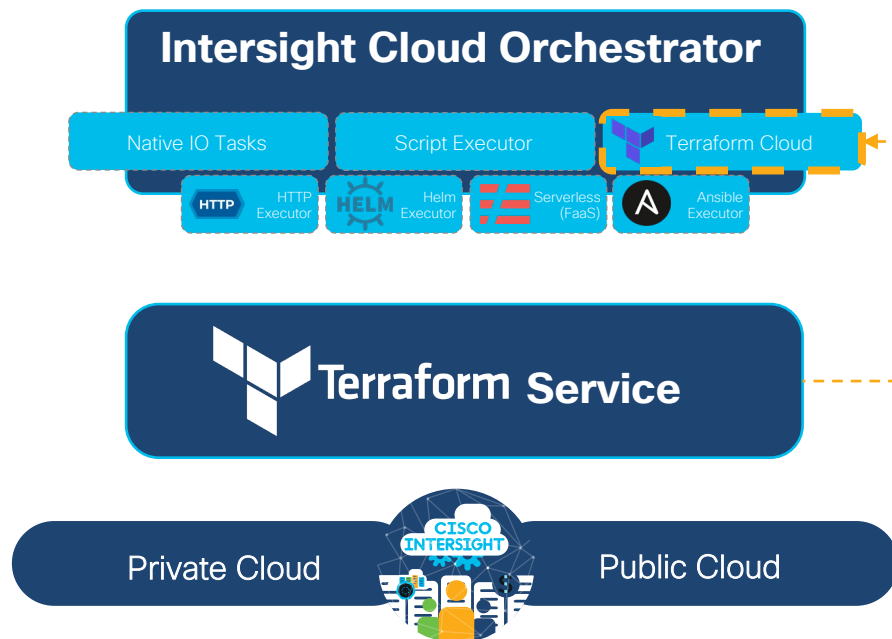 Intersight Cloud Orchestrator
Native IO Tasks
Script Executor
Terraform Cloud
HTTP
HTTP
Executor
HELM
Helm
Executor
Serverless
(FaaS)
Ansible
Executor
Terraform Service
Private Cloud
CISCO
INTERSIGHT
$
Public Cloud